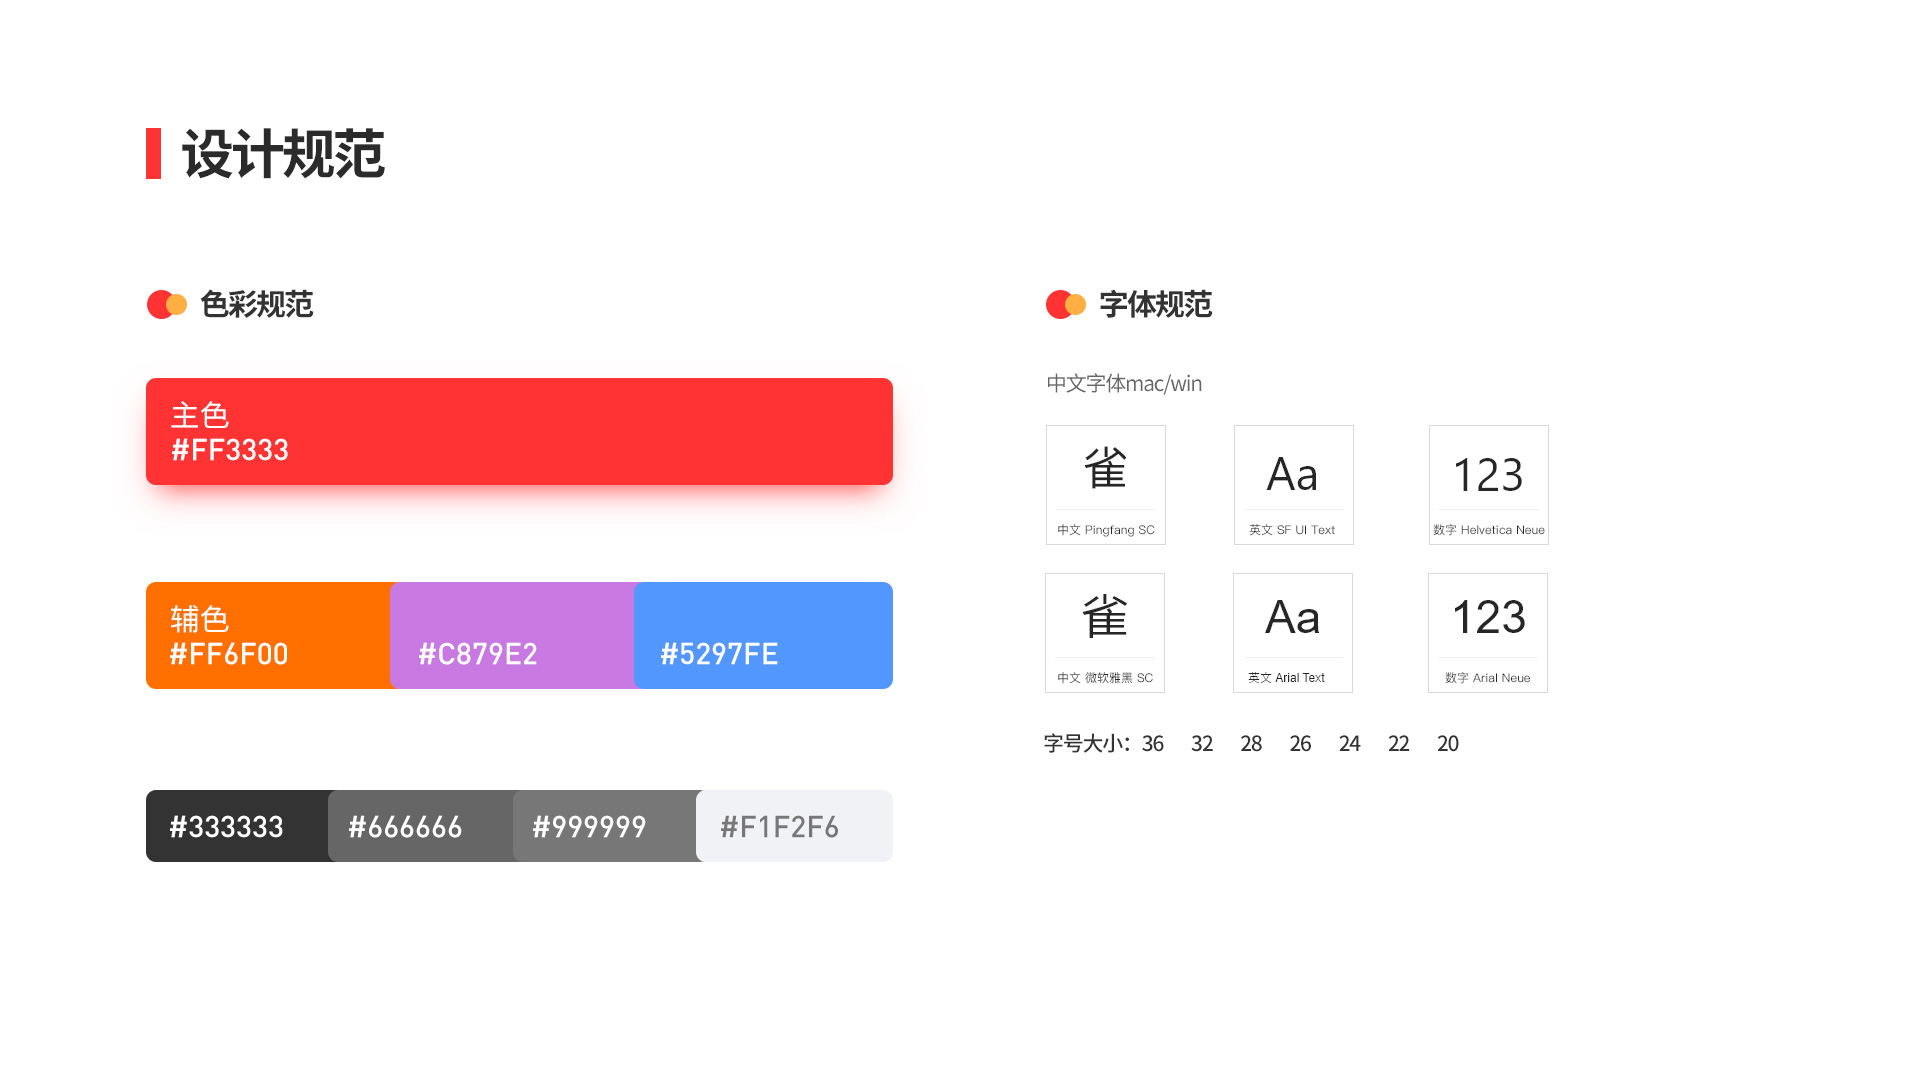 设计规范
色彩规范
主色
#FF3333
辅色
#FF6F00
#C879E2
#5297FE
#333333
#666666
#999999
#F1F2F6
字体规范
中文字体mac/win
雀
中文 Pingfang SC
Aa
英文 SF UI Text
123
数字 Helvetica Neue
雀
中文 微软雅黑 SC
Aa
英文 Arial Text
123
数字 Arial Neue
字号大小：36 32 28 26 24 22 20